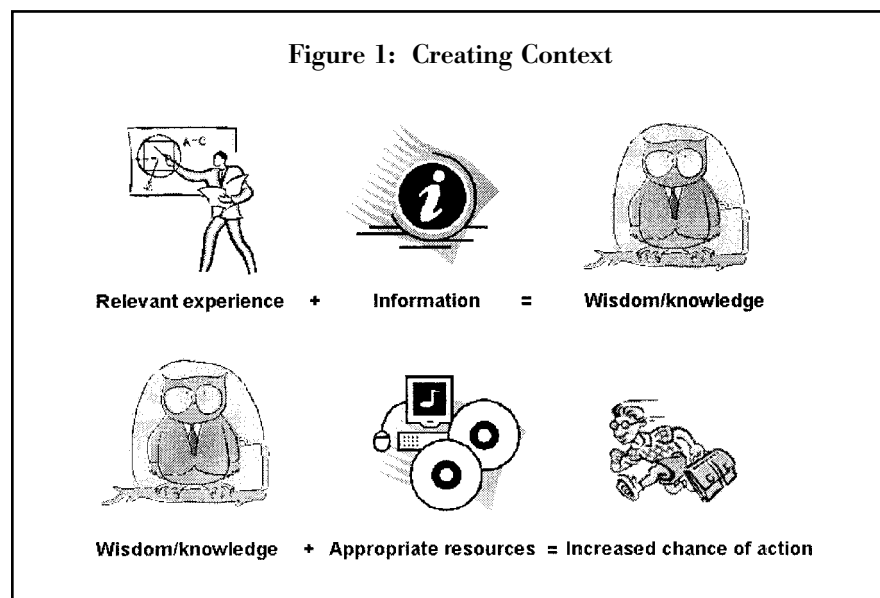 Figure 1: Creating Context
A-C
i
Relevant experience + Information = Wisdom/knowledge
Wisdom/knowledge + Appropriate resources = Increased chance of action